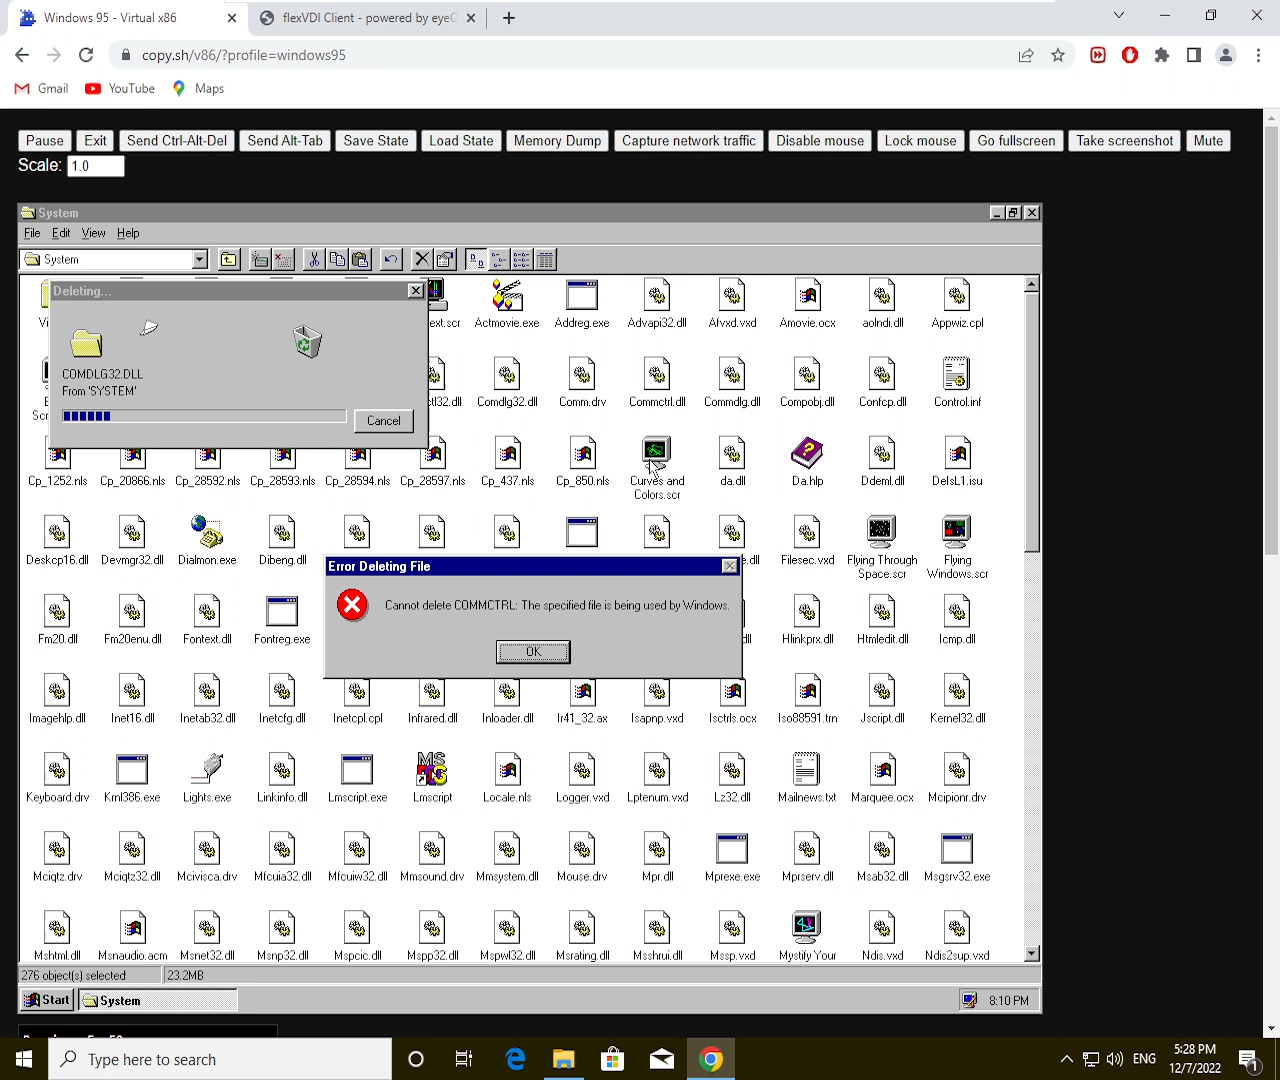 Windows 95 - Virtual x86
flexVDI Client - powered by eye
copy.sh/v86/?profile=windows95
Gmail YouTube Maps
Pause Exit Send Ctrl-Alt-Del Send Alt-Tab Save State Load State Memory Dump Capture network traffic Disable mouse Lock mouse Go fullscreen Take screenshot Mute
Scale: 1.0
System
File Edit View Help
System
Deleting...
COMDLG32.DLL
From 'SYSTEM'
Cancel
Actmovie.exe Addreg.exe Advapi32.dll Afvxd.vxd Amovie.ocx aolndi.dll Appwiz.cpl
Comdlg32.dll Comm.drv Commctrl.dll Commdlg.dll Compobj.dll Confcp.dll Control.inf
Cp_1252.nls Cp_20866.nls Cp_28592.nls Cp_28593.nls Cp_28594.nls Cp_28597.nls Cp_437.nls Cp_850.nls Curves and Colors.scr da.dll Da.hlp Ddeml.dll DelsL1.isu
Deskcp16.dll Devmgr32.dll Dialmon.exe Dibeng.dll Filesec.vxd Flying Through Space.scr Flying Windows.scr
Error Deleting File
Cannot delete COMMCTRL: The specified file is being used by Windows.
OK
Fm20.dll Fm20enu.dll Fontext.dll Fontreg.exe Hlinkprx.dll Htmledit.dll Icmp.dll
Imagehlp.dll Inet16.dll Inetab32.dll Inetcfg.dll Inetcpl.cpl Infrared.dll Inloader.dll Ir41_32.ax Isapnp.vxd Isctrls.ocx Iso88591.trn Jscript.dll Kernel32.dll
Keyboard.drv Krnl386.exe Lights.exe Linkinfo.dll Lmscript.exe Lmscript Locale.nls Logger.vxd Lptenum.vxd Lz32.dll Mailnews.txt Marquee.ocx Mcipionr.drv
Mciqtz.drv Mciqtz32.dll Mcivisca.drv Mfcuia32.dll Mfcuiw32.dll Mmsound.drv Mmsystem.dll Mouse.drv Mpr.dll Mprexe.exe Mprserv.dll Msab32.dll Msgsrv32.exe
Mshtml.dll Msnaudio.acm Msnet32.dll Msnp32.dll Mspcic.dll Mspp32.dll Mspwl32.dll Msrating.dll Msshrui.dll Mssp.vxd Mystify Your Ndis.vxd Ndis2sup.vxd
276 object(s) selected 23.2MB
Start System 8:10 PM
Type here to search
ENG
5:28 PM
12/7/2022
1